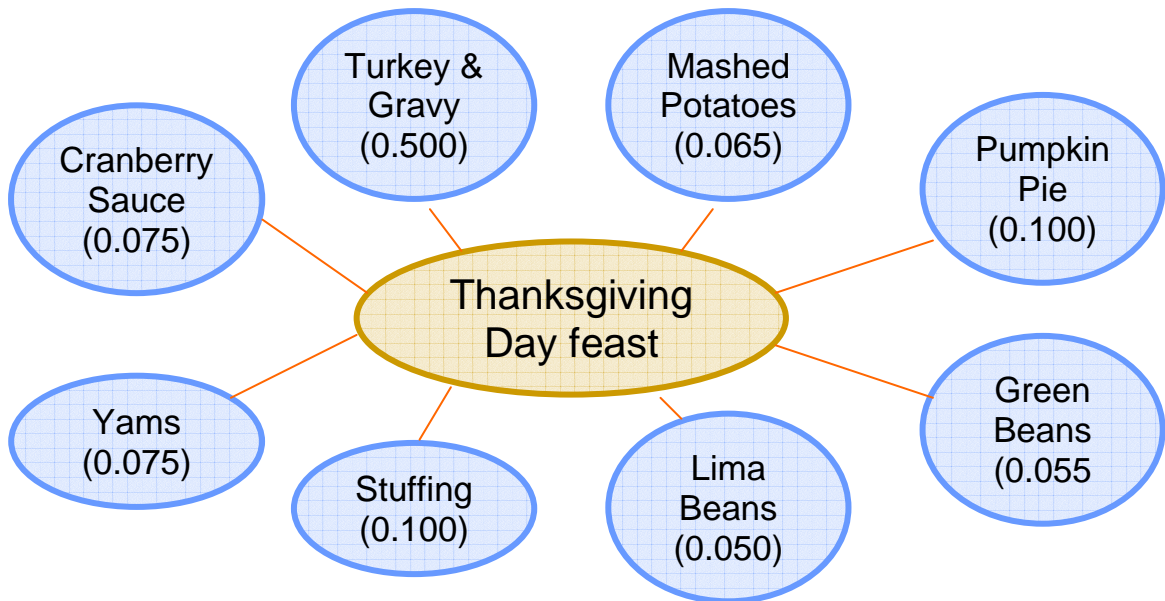 Turkey &
Gravy
(0.500)
Mashed
Potatoes
(0.065)
Cranberry
Sauce
(0.075)
Pumpkin
Pie
(0.100)
Thanksgiving
Day feast
Yams
(0.075)
Stuffing
(0.100)
Lima
Beans
(0.050)
Green
Beans
(0.055